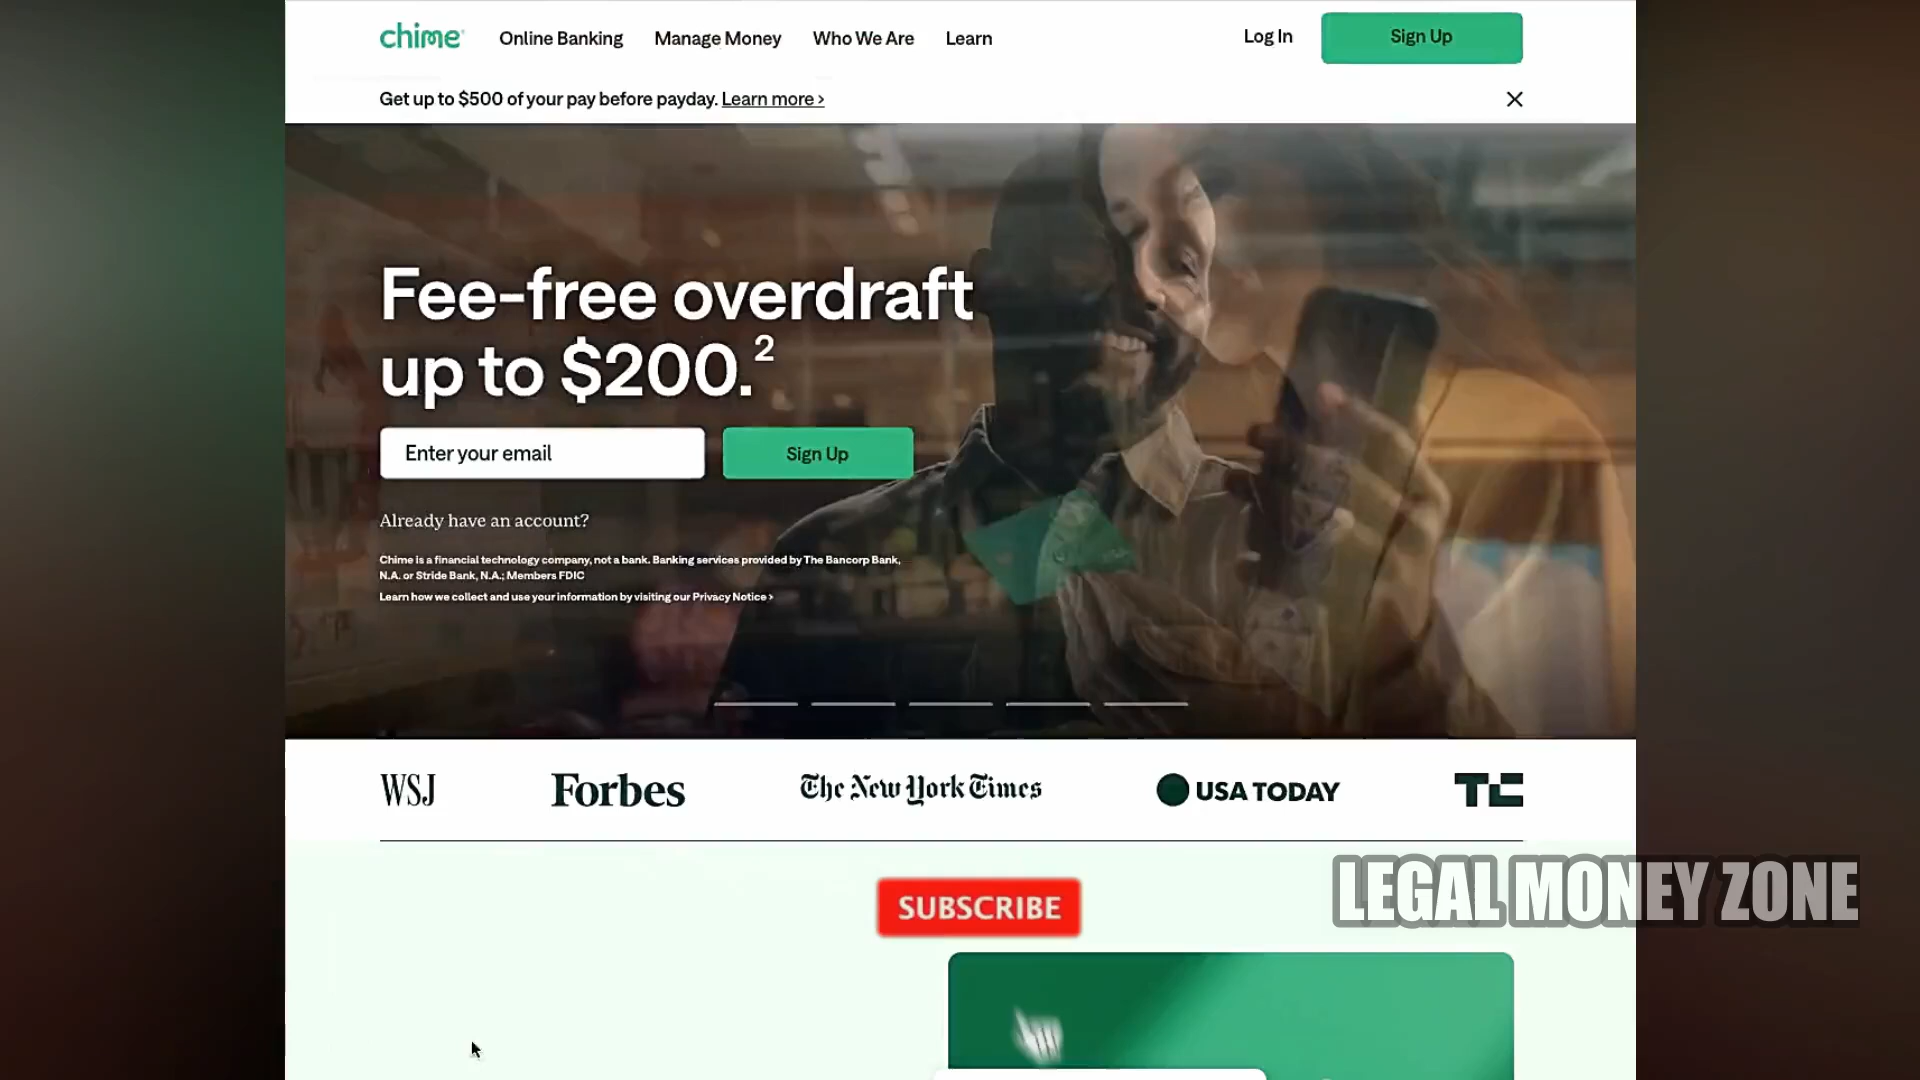 chime
Online Banking
Manage Money
Who We Are
Learn
Log In
Sign Up
Get up to $500 of your pay before payday. Learn more >
Fee-free overdraft
up to $200.²
Enter your email
Sign Up
Already have an account?
Chime is a financial technology company, not a bank. Banking services provided by The Bancorp Bank,
N.A. or Stride Bank, N.A.; Members FDIC
Learn how we collect and use your information by visiting our Privacy Notice >
WSJ
Forbes
The New York Times
USA TODAY
TC
SUBSCRIBE
LEGAL MONEY ZONE